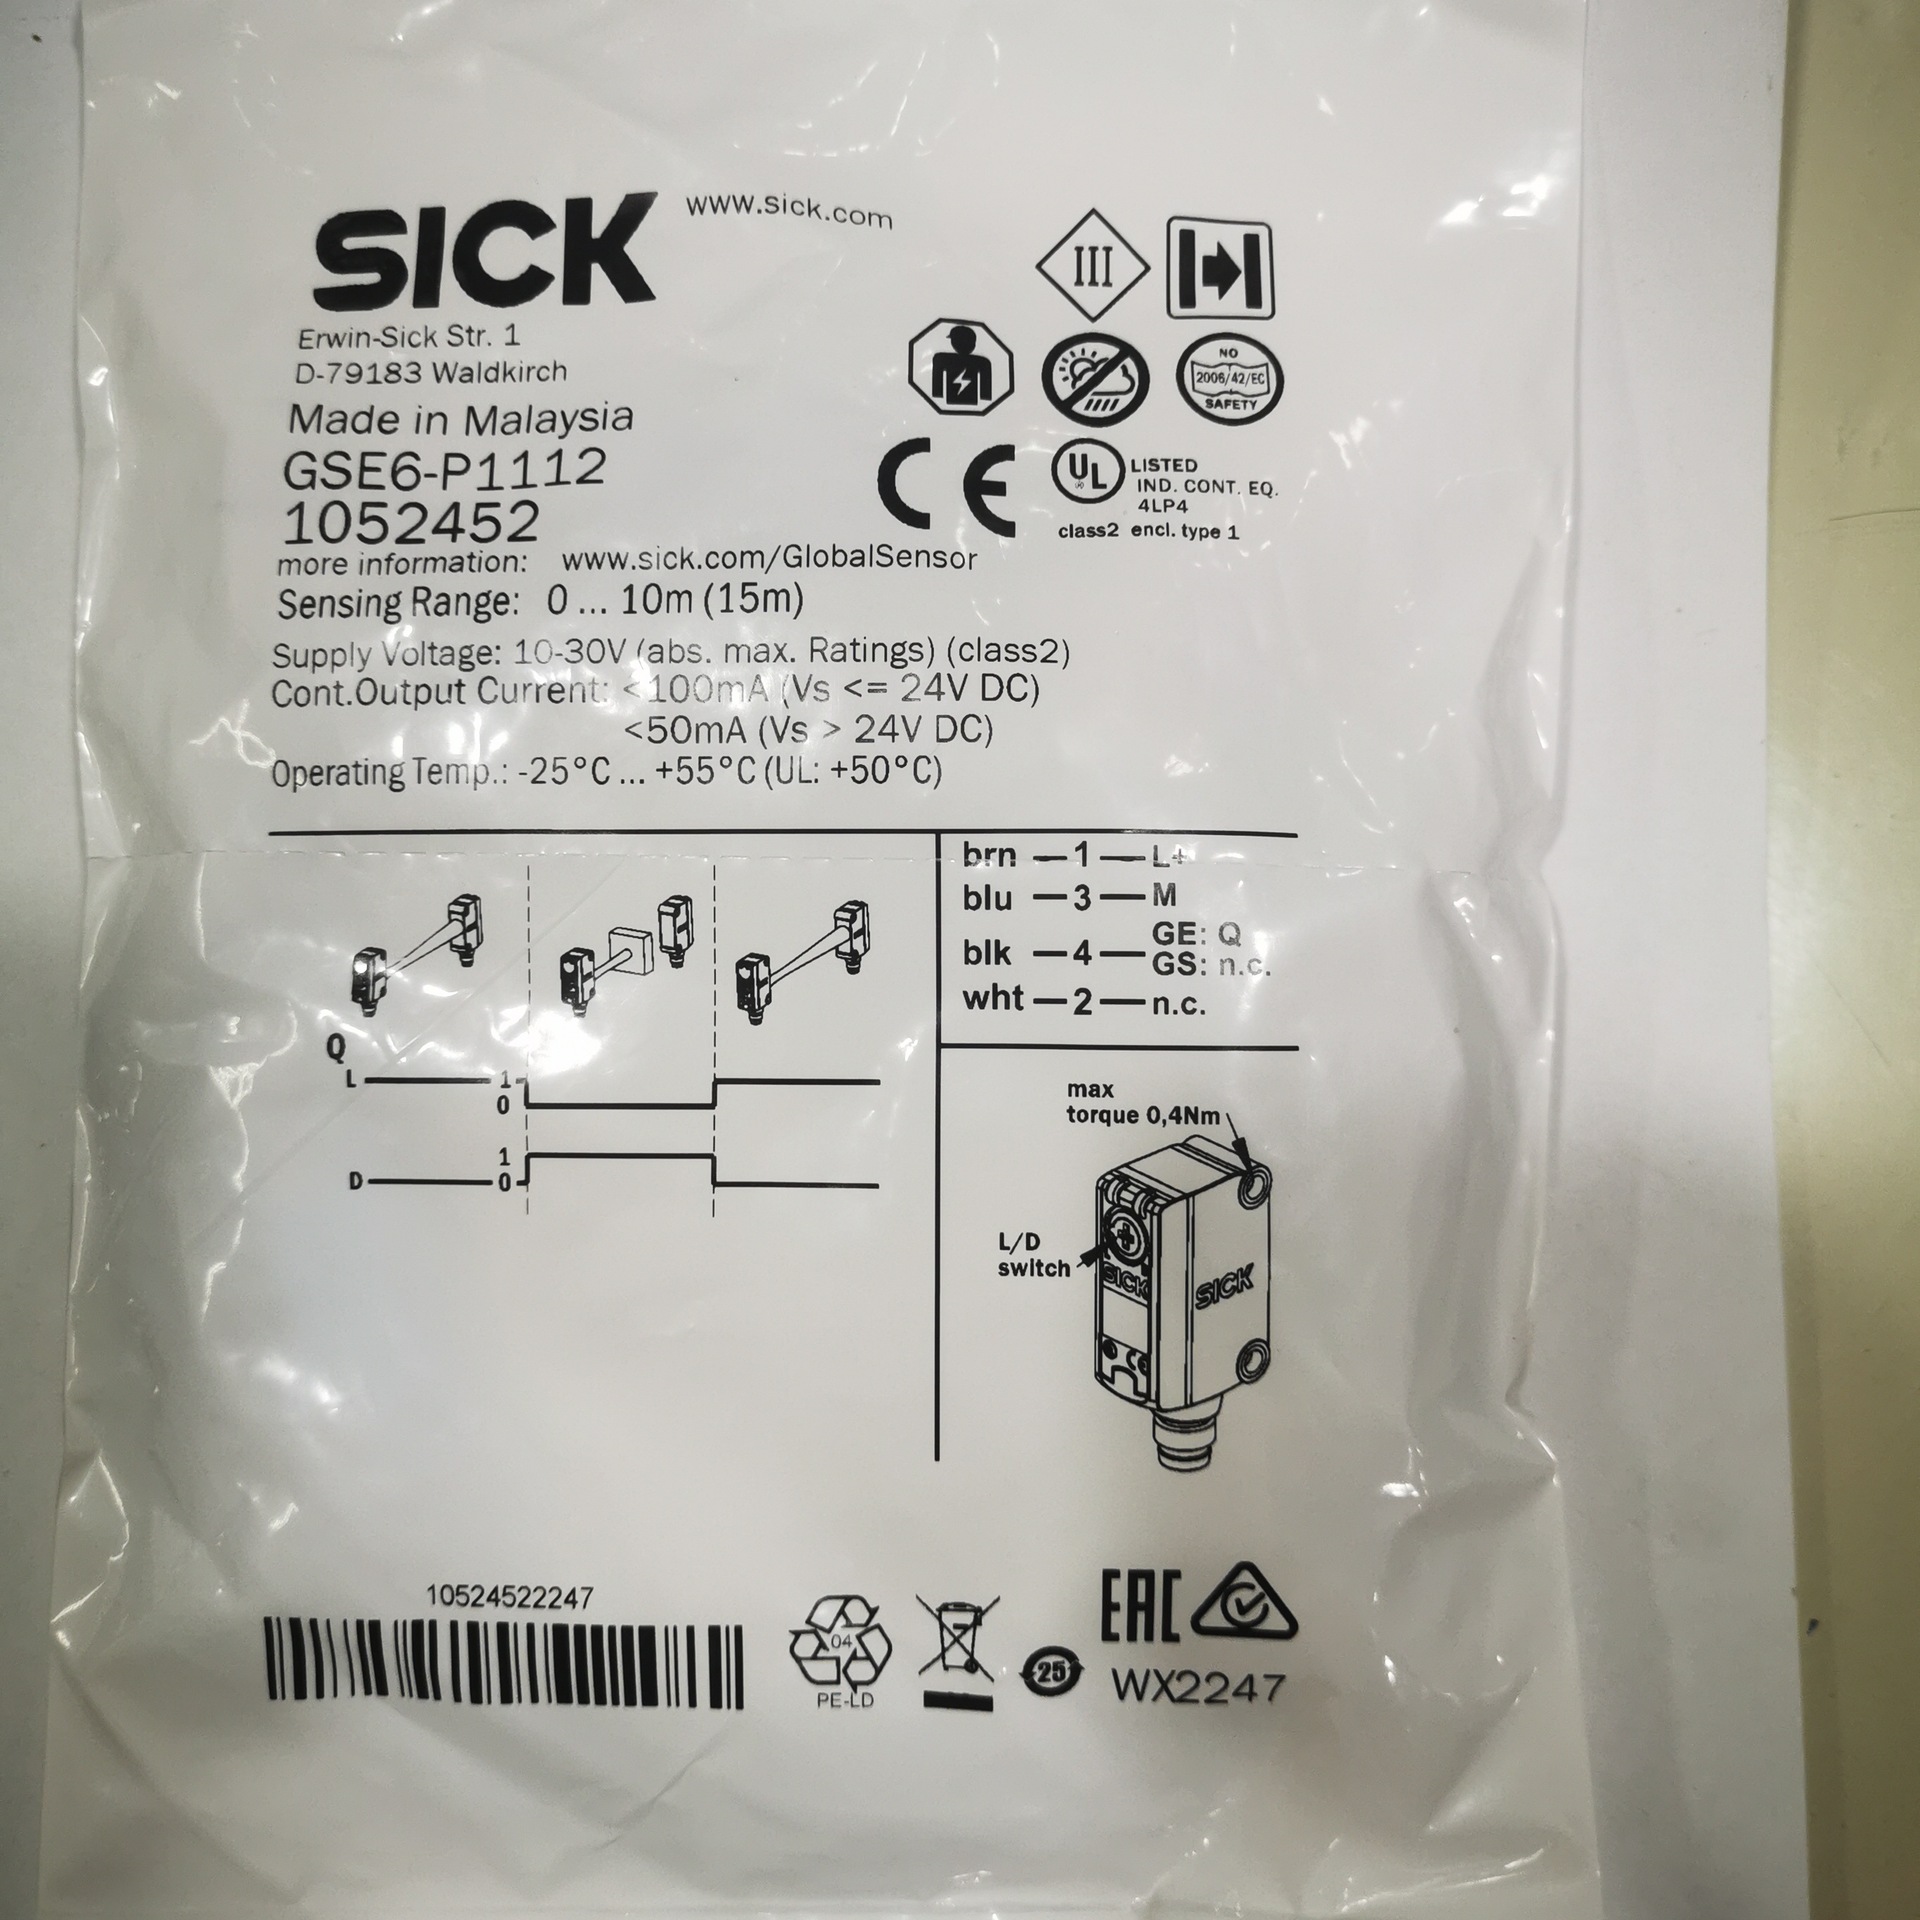 SICK www.sick.com
Erwin-Sick Str. 1
D-79183 Waldkirch
Made in Malaysia
GSE6-P1112
1052452
III
NO
2006/42/EC
SAFETY
CE
UL LISTED
IND. CONT. EQ.
4LP4
class2 encl. type 1
more information: www.sick.com/GlobalSensor
Sensing Range: 0 ... 10m (15m)
Supply Voltage: 10-30V (abs. max. Ratings) (class2)
Cont.Output Current: <100mA (Vs <= 24V DC)
<50mA (Vs > 24V DC)
Operating Temp.: -25°C ... +55°C (UL: +50°C)
brn — 1 — L+
blu — 3 — M
blk — 4 — GE: Q
GS: n.c.
wht — 2 — n.c.
Q
L 1
0
1
D 0
max
torque 0,4Nm
L/D
switch
SICK
SICK
10524522247
04
PE-LD
25
EAC
WX2247